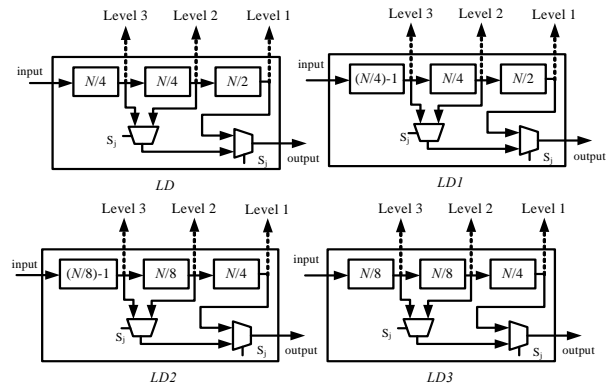 Level 3 Level 2 Level 1
input
N/4 N/4 N/2
Sj
Sj
output
LD
Level 3 Level 2 Level 1
input
(N/4)-1 N/4 N/2
Sj
Sj
output
LD1
Level 3 Level 2 Level 1
input
(N/8)-1 N/8 N/4
Sj
Sj
output
LD2
Level 3 Level 2 Level 1
input
N/8 N/8 N/4
Sj
Sj
output
LD3